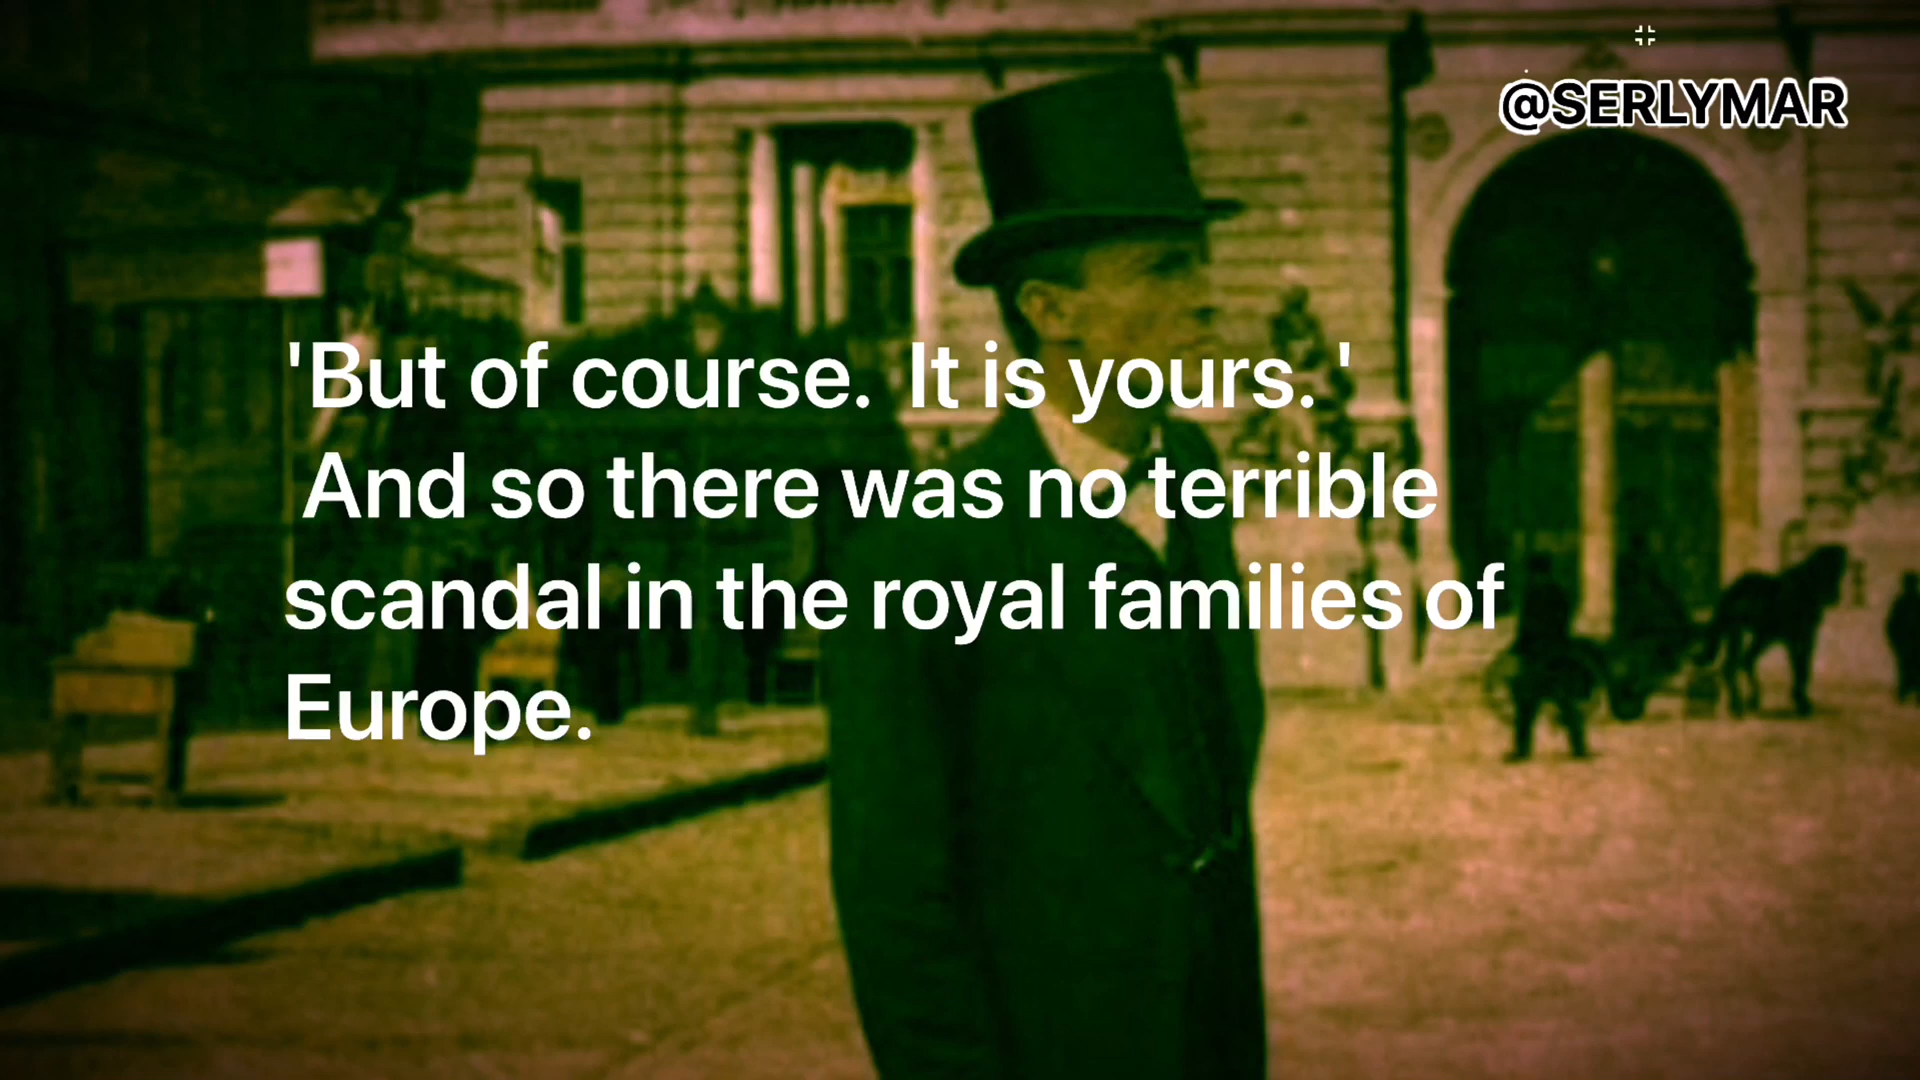 @SERLYMAR
'But of course. It is yours. '
And so there was no terrible
scandal in the royal families of
Europe.